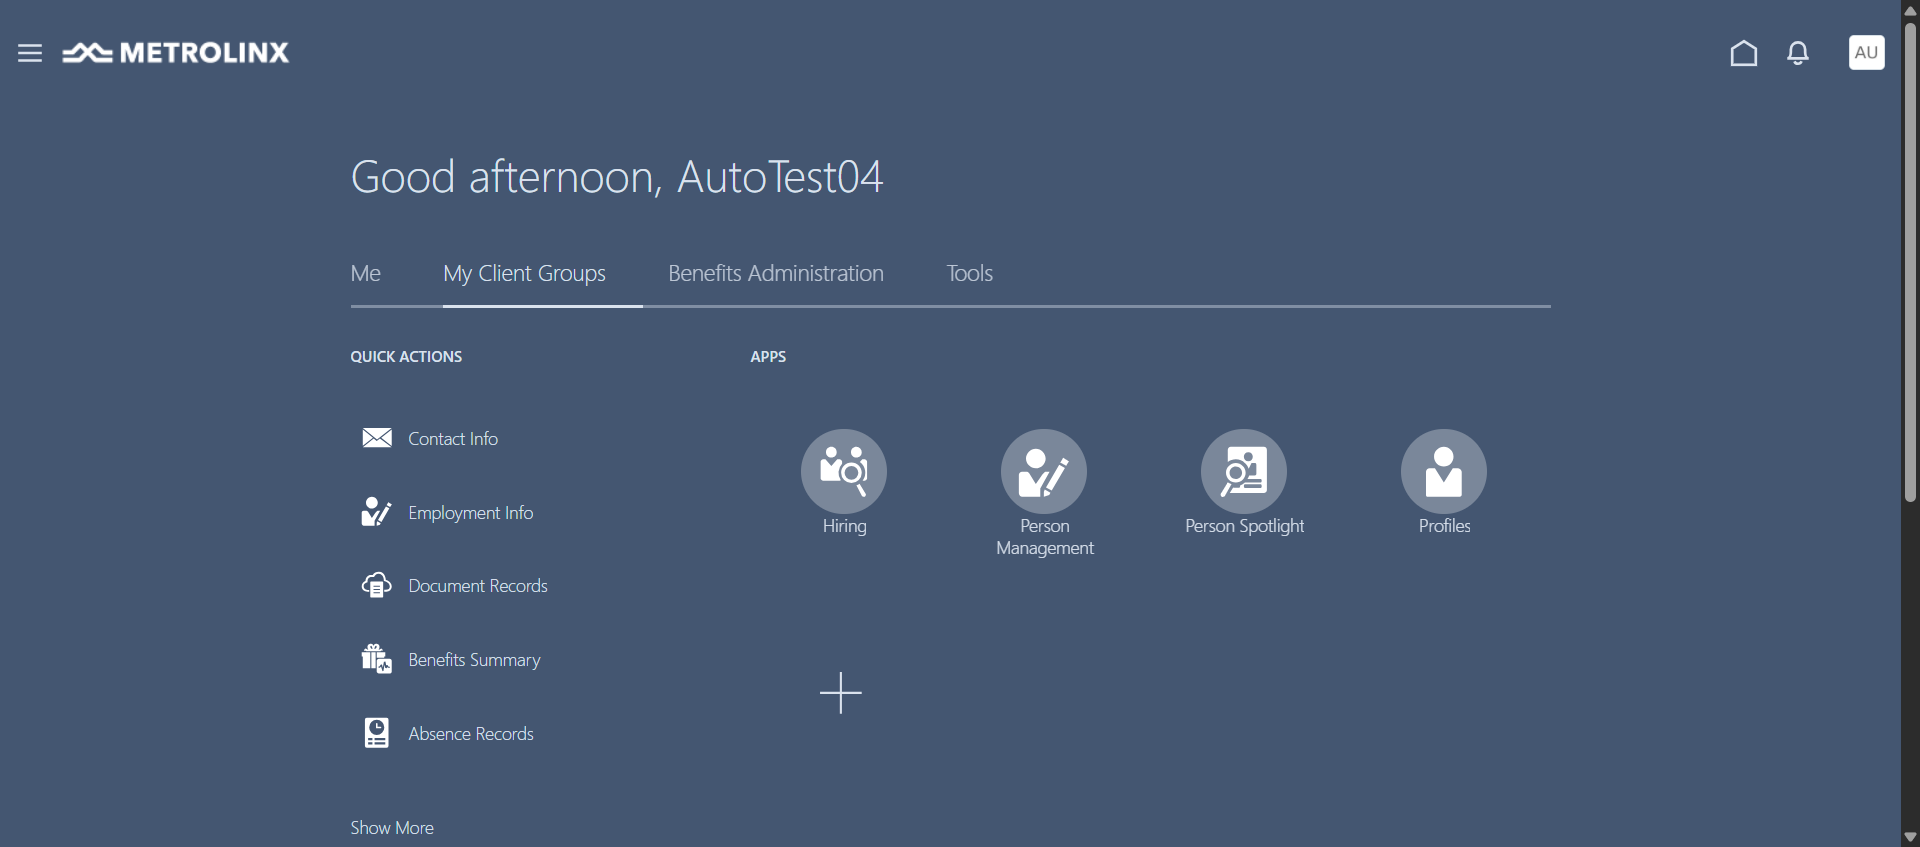 METROLINX
AU
Good afternoon, AutoTest04
Me
My Client Groups
Benefits Administration
Tools
QUICK ACTIONS
Contact Info
Employment Info
Document Records
Benefits Summary
Absence Records
Show More
APPS
Hiring
Person
Management
Person Spotlight
Profiles